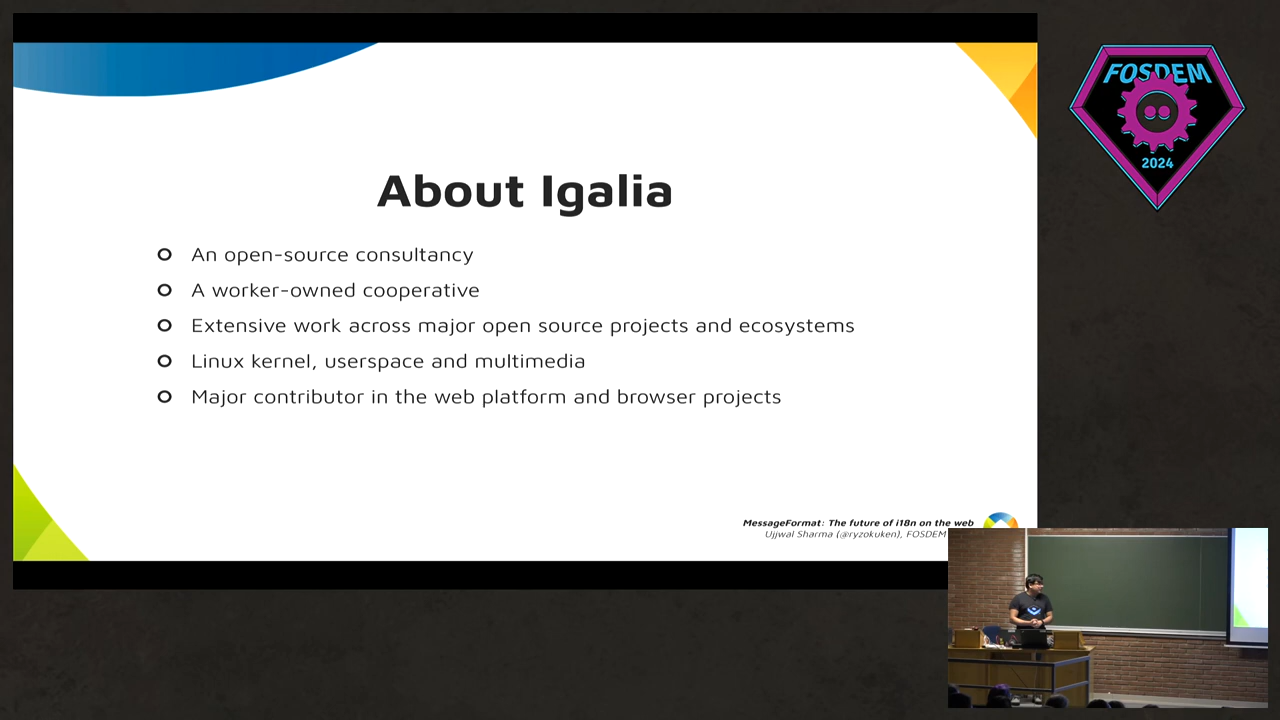 About Igalia
An open-source consultancy
A worker-owned cooperative
Extensive work across major open source projects and ecosystems
Linux kernel, userspace and multimedia
Major contributor in the web platform and browser projects
MessageFormat: The future of i18n on the web
Ujjwal Sharma (@ryzokuken), FOSDEM
FOSDEM
2024